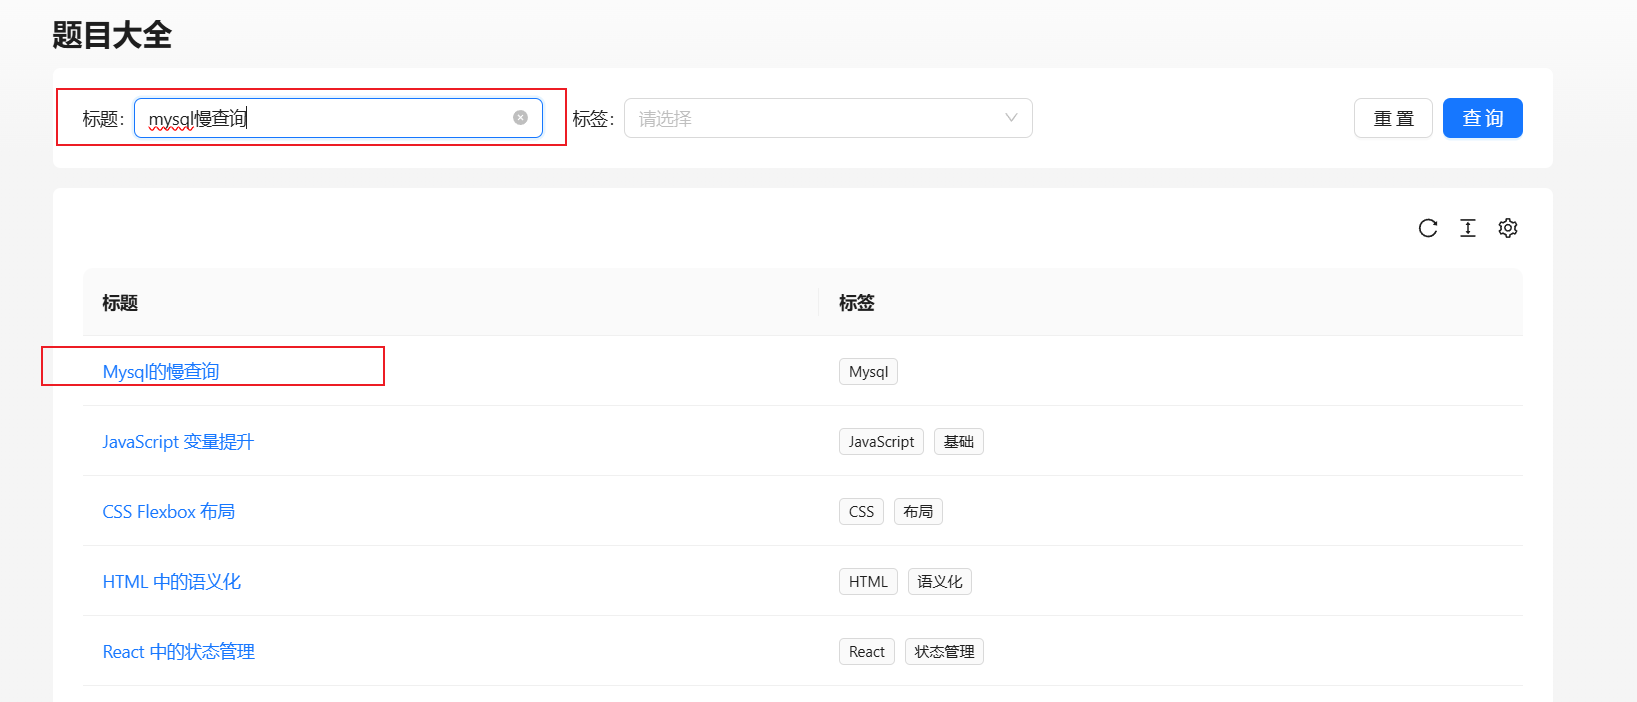 题目大全
标题: mysql慢查询 标签: 请选择 重 置 查 询
标题 标签
Mysql的慢查询 Mysql
JavaScript 变量提升 JavaScript 基础
CSS Flexbox 布局 CSS 布局
HTML 中的语义化 HTML 语义化
React 中的状态管理 React 状态管理